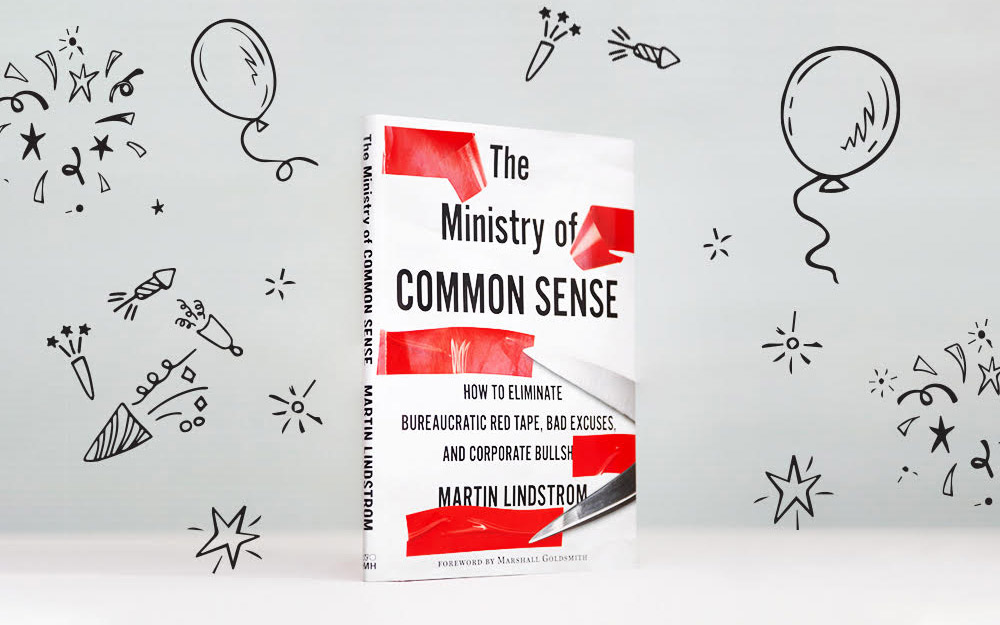 The
Ministry of
COMMON SENSE
HOW TO ELIMINATE
BUREAUCRATIC RED TAPE, BAD EXCUSES,
AND CORPORATE BULLSH
MARTIN LINDSTROM
FOREWORD BY MARSHALL GOLDSMITH
The Ministry of COMMON SENSE MARTIN LINDSTROM
MH